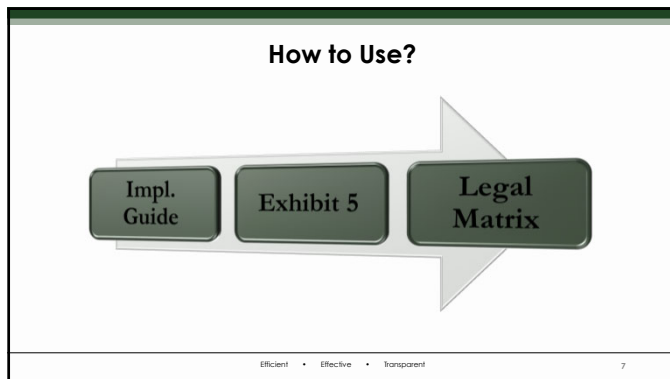 How to Use?
Impl.
Guide
Exhibit 5
Legal
Matrix
Efficient • Effective • Transparent
7